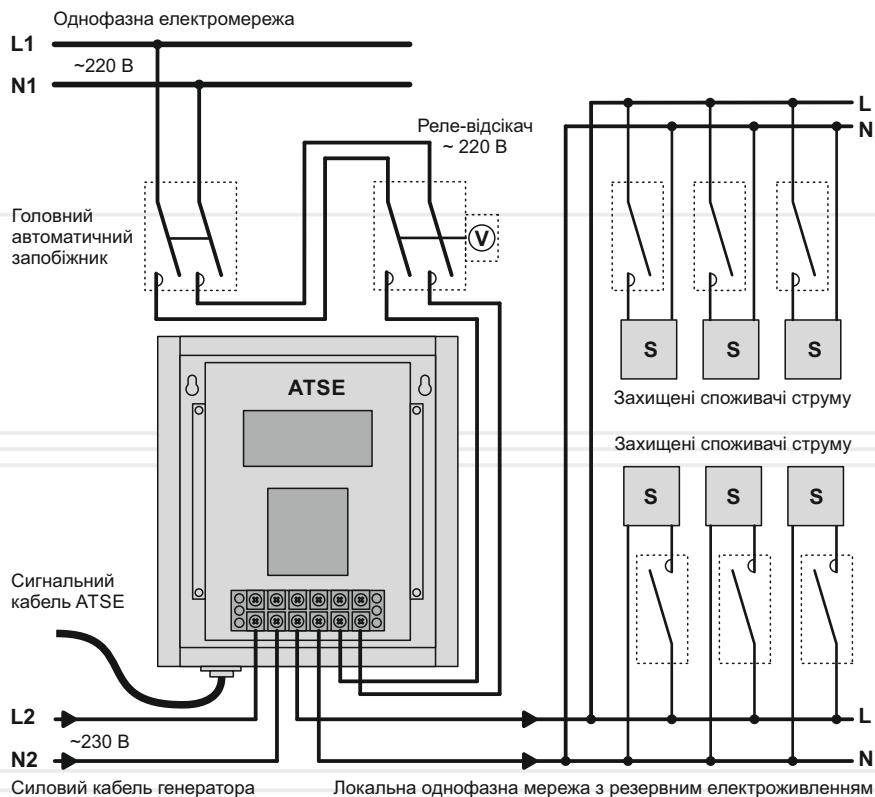 Однофазна електромережа
L1
~220 В
N1
Реле-відсікач
~ 220 В
L
N
Головний
автоматичний
запобіжник
V
S S S
ATSE
Захищені споживачі струму
Захищені споживачі струму
S S S
Сигнальний
кабель ATSE
L2
L
~230 В
N2
N
Силовий кабель генератора
Локальна однофазна мережа з резервним електроживленням